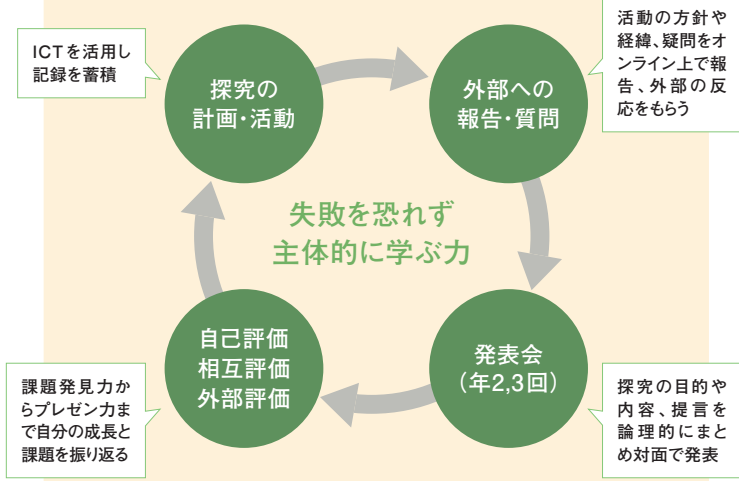 ICTを活用し
記録を蓄積
探究の
計画・活動
外部への
報告・質問
活動の方針や
経緯、疑問をオ
ンライン上で報
告、外部の反
応をもらう
失敗を恐れず
主体的に学ぶ力
自己評価
相互評価
外部評価
課題発見力か
らプレゼン力ま
で自分の成長と
課題を振り返る
発表会
（年2,3回）
探究の目的や
内容、提言を
論理的にまと
め対面で発表